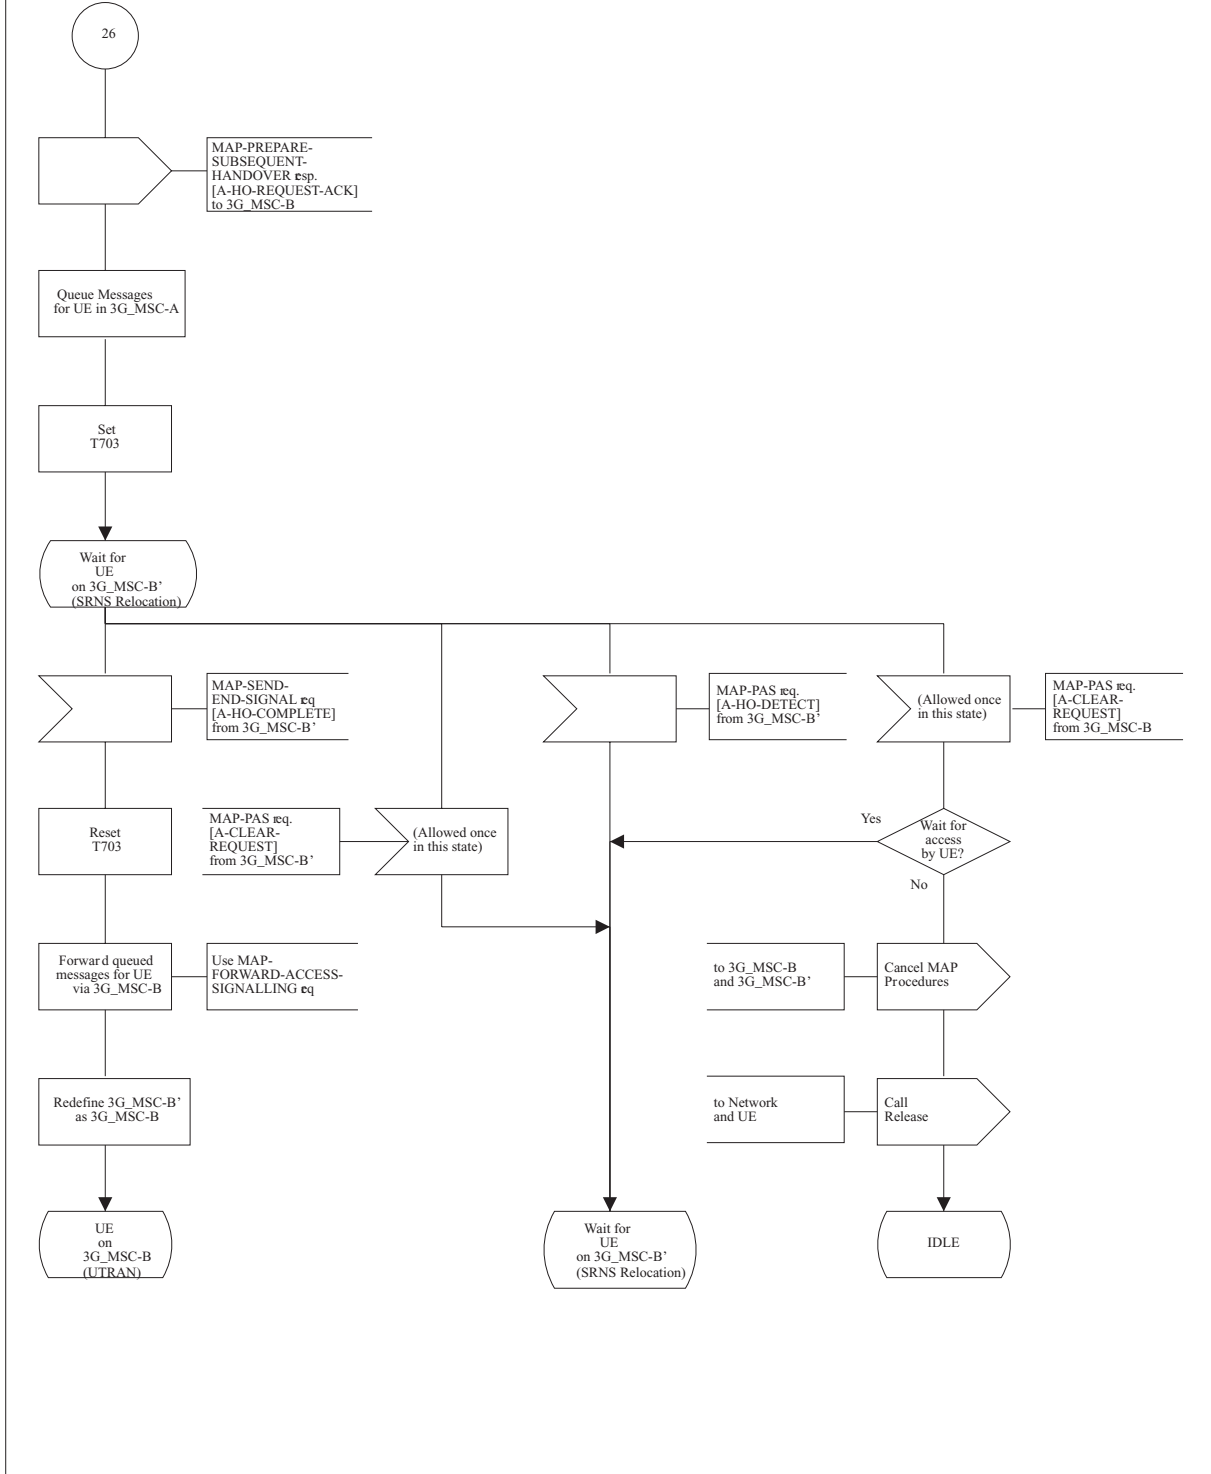 26
MAP-PREPARE-
SUBSEQUENT-
HANDOVER resp.
[A-HO-REQUEST-ACK]
to 3G_MSC-B
Queue Messages
for UE in 3G_MSC-A
Set
T703
Wait for
UE
on 3G_MSC-B’
(SRNS Relocation)
MAP-SEND-
END-SIGNAL req
[A-HO-COMPLETE]
from 3G_MSC-B’
MAP-PAS req.
[A-HO-DETECT]
from 3G_MSC-B’
(Allowed once
in this state)
MAP-PAS req.
[A-CLEAR-
REQUEST]
from 3G_MSC-B
Reset
T703
MAP-PAS req.
[A-CLEAR-
REQUEST]
from 3G_MSC-B’
(Allowed once
in this state)
Yes
Wait for
access
by UE?
No
Forward queued
messages for UE
via 3G_MSC-B
Use MAP-
FORWARD-ACCESS-
SIGNALLING req
to 3G_MSC-B
and 3G_MSC-B’
Cancel MAP
Procedures
Redefine 3G_MSC-B’
as 3G_MSC-B
to Network
and UE
Call
Release
UE
on
3G_MSC-B
(UTRAN)
Wait for
UE
on 3G_MSC-B’
(SRNS Relocation)
IDLE